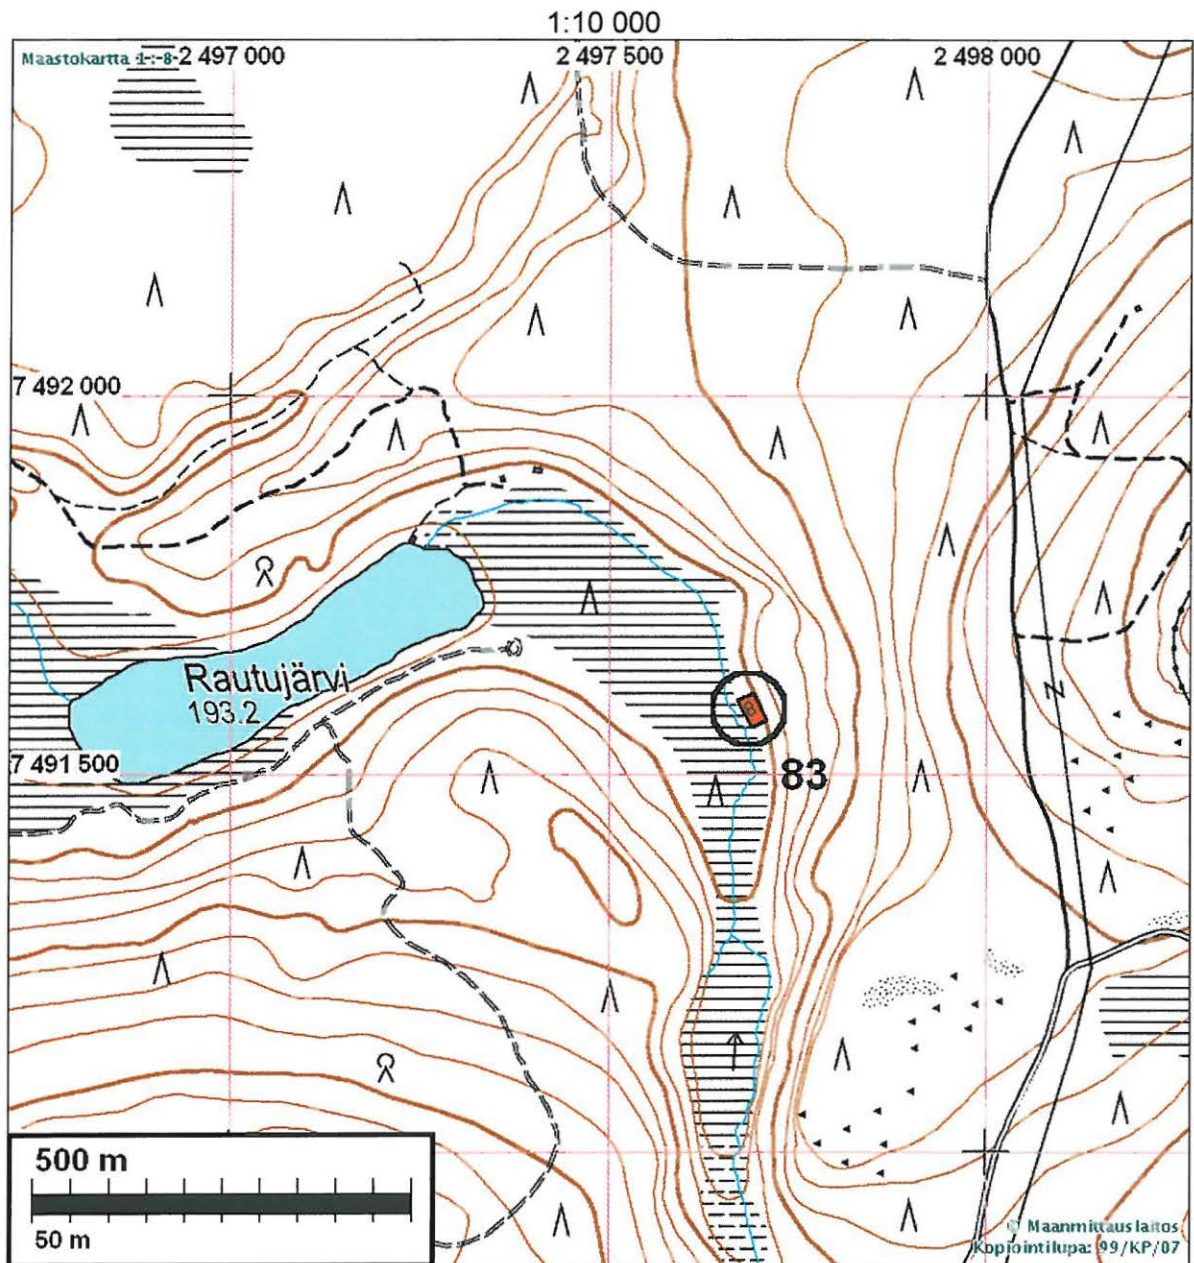 1:10 000
Maastokartta 1:-8 2 497 000
2 497 500
2 498 000
7 492 000
Rautujärvi
193.2
7 491 500
8
83
Z
500 m
50 m
© Maanmittauslaitos
Kopiointilupa: 99/KP/07